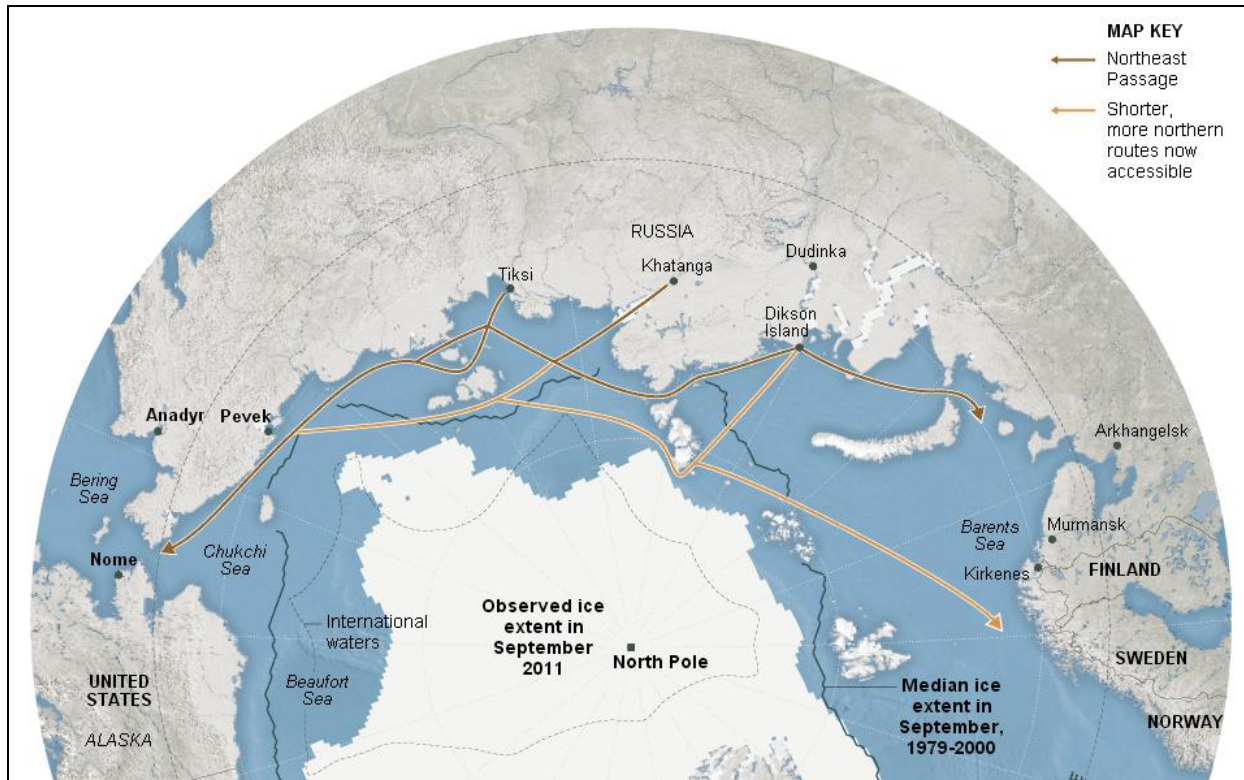 MAP KEY
Northeast
Passage
Shorter,
more northern
routes now
accessible
RUSSIA
Tiksi
Khatanga
Dudinka
Dikson
Island
Anadyr
Pevek
Arkhangelsk
Bering
Sea
Chukchi
Sea
Nome
Barents
Sea
Murmansk
Kirkenes
FINLAND
International
waters
Observed ice
extent in
September
2011
North Pole
Beaufort
Sea
UNITED
STATES
ALASKA
Median ice
extent in
September,
1979-2000
SWEDEN
NORWAY